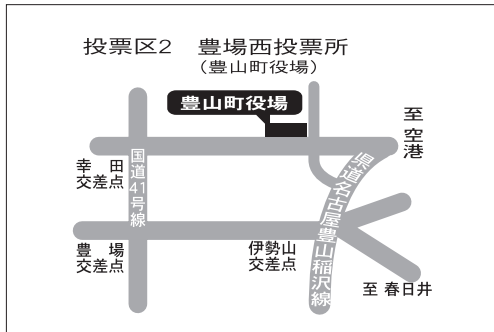 投票区2　豊場西投票所
（豊山町役場）
豊山町役場
至 空港
幸田
交差点
国道41号線
県道名古屋豊山稲沢線
豊場
交差点
伊勢山
交差点
至 春日井